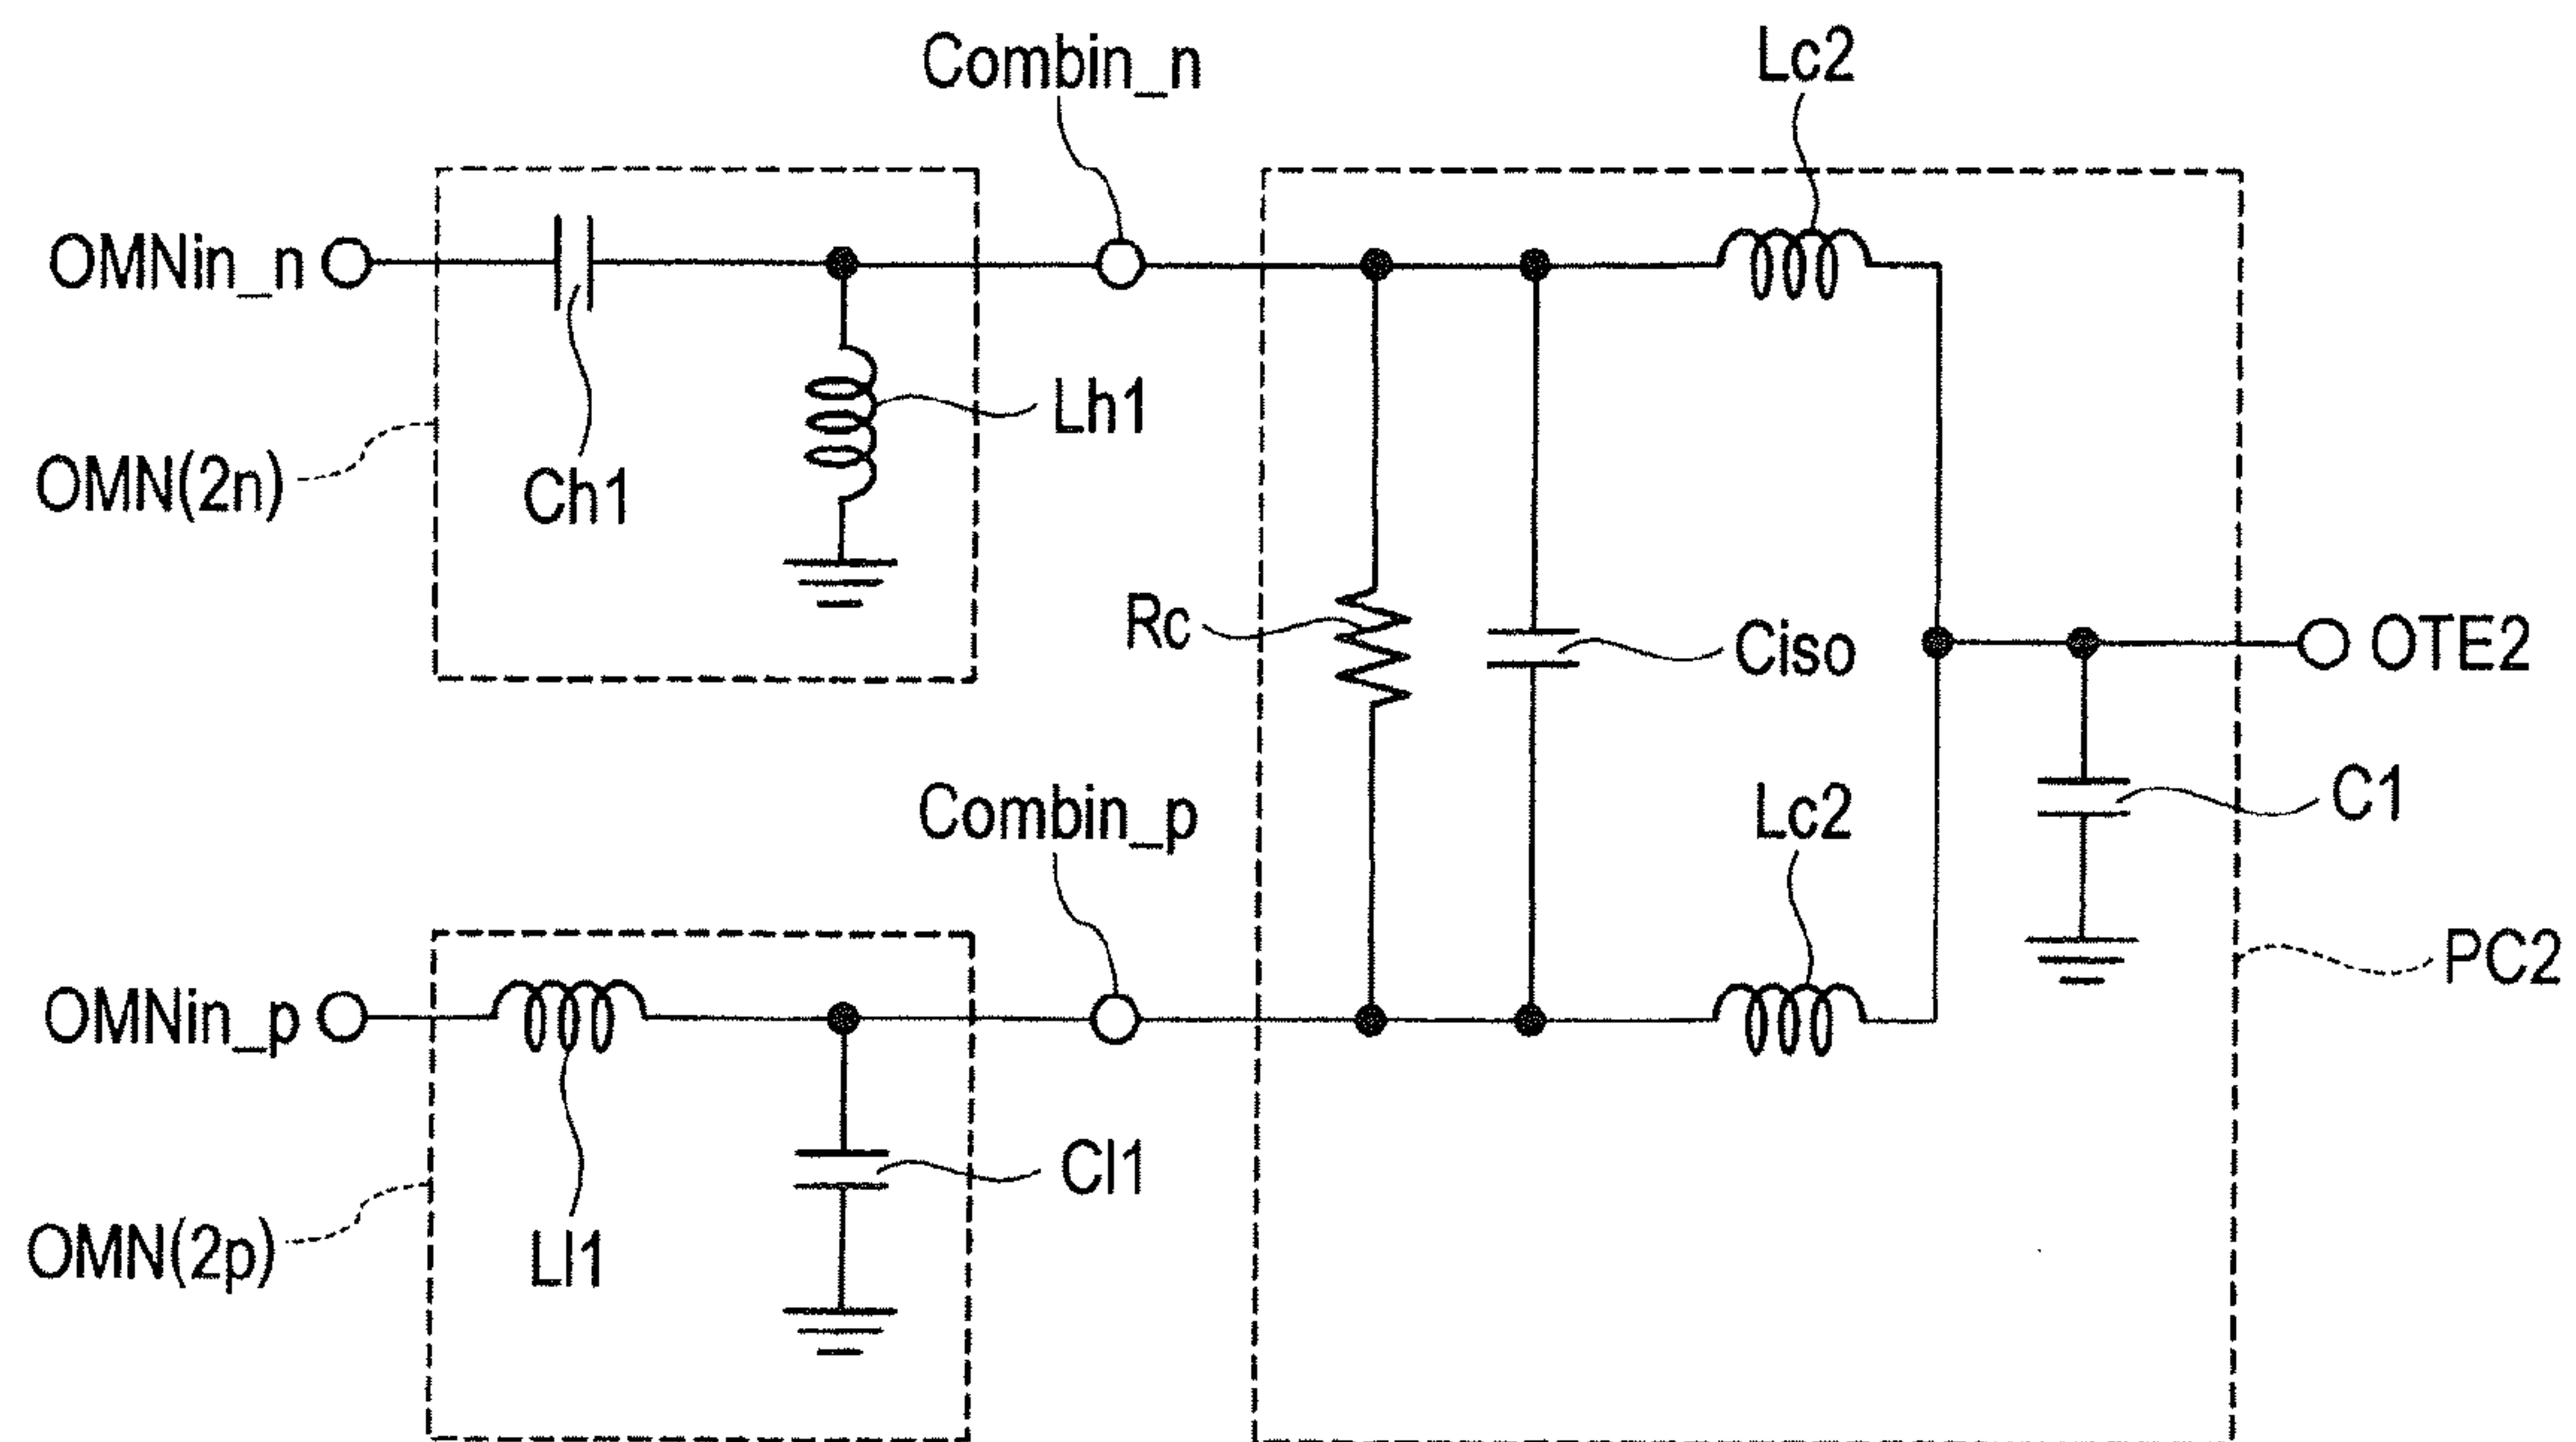 Combin_n
Lc2
OMNin_n
Lh1
OMN(2n)
Ch1
Rc
Ciso
OTE2
Combin_p
Lc2
C1
PC2
OMNin_p
Cl1
OMN(2p)
Ll1